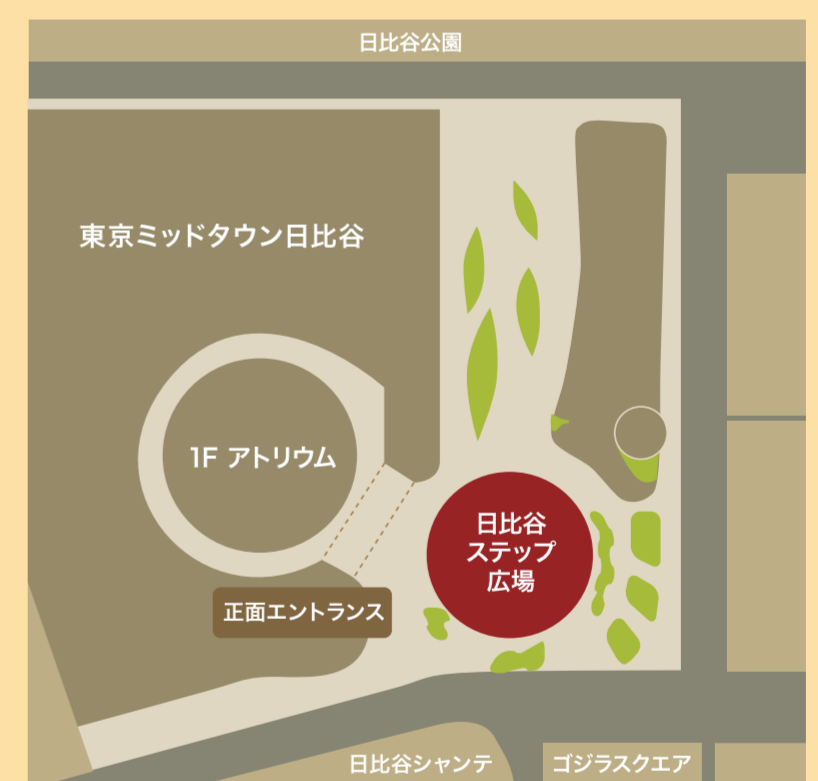 日比谷公園
東京ミッドタウン日比谷
1F アトリウム
日比谷
ステップ
広場
正面エントランス
日比谷シャンテ
ゴジラスクエア